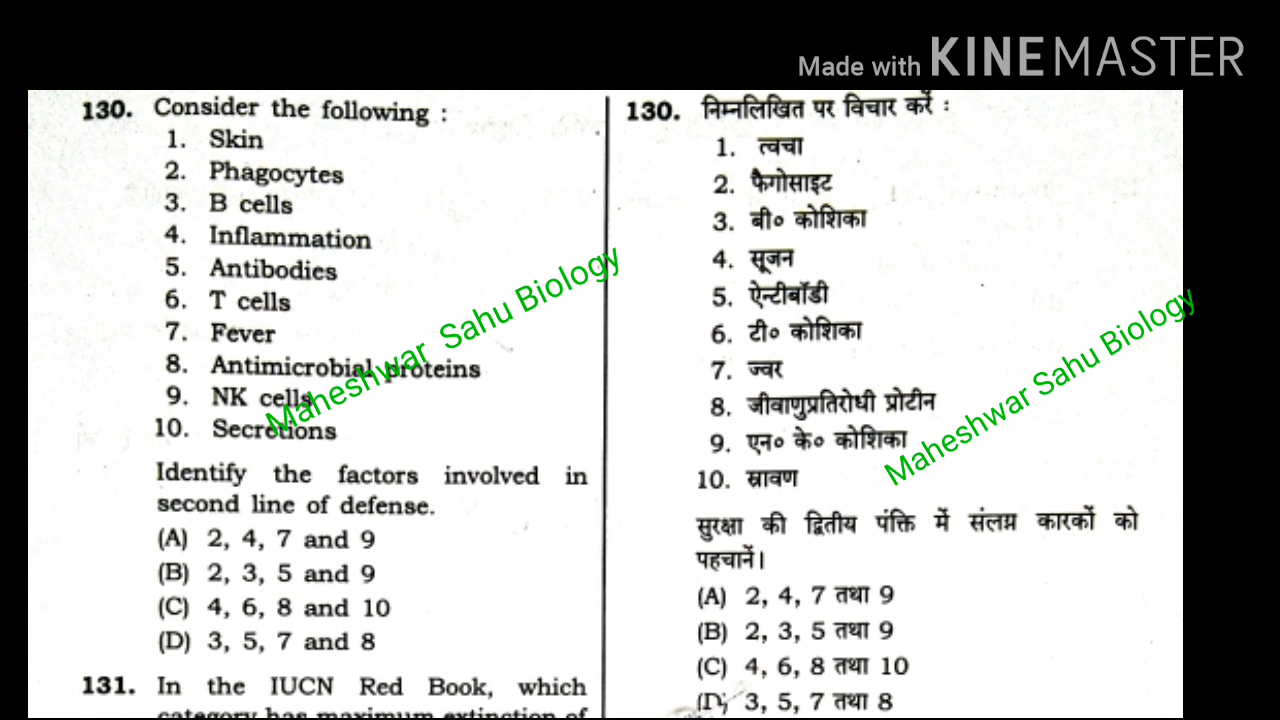 Made with KINEMASTER
130. Consider the following :
1. Skin
2. Phagocytes
3. B cells
4. Inflammation
5. Antibodies
6. T cells
7. Fever
8. Antimicrobial proteins
9. NK cells
10. Secretions
Identify the factors involved in
second line of defense.
(A) 2, 4, 7 and 9
(B) 2, 3, 5 and 9
(C) 4, 6, 8 and 10
(D) 3, 5, 7 and 8
131. In the IUCN Red Book, which
category has maximum extinction of
130. निम्नलिखित पर विचार करें :
1. त्वचा
2. फैगोसाइट
3. बी० कोशिका
4. सूजन
5. ऐन्टीबॉडी
6. टी० कोशिका
7. ज्वर
8. जीवाणुप्रतिरोधी प्रोटीन
9. एन० के० कोशिका
10. स्रावण
सुरक्षा की द्वितीय पंक्ति में संलग्न कारकों को
पहचानें।
(A) 2, 4, 7 तथा 9
(B) 2, 3, 5 तथा 9
(C) 4, 6, 8 तथा 10
(D) 3, 5, 7 तथा 8
Maheshwar Sahu Biology
Maheshwar Sahu Biology